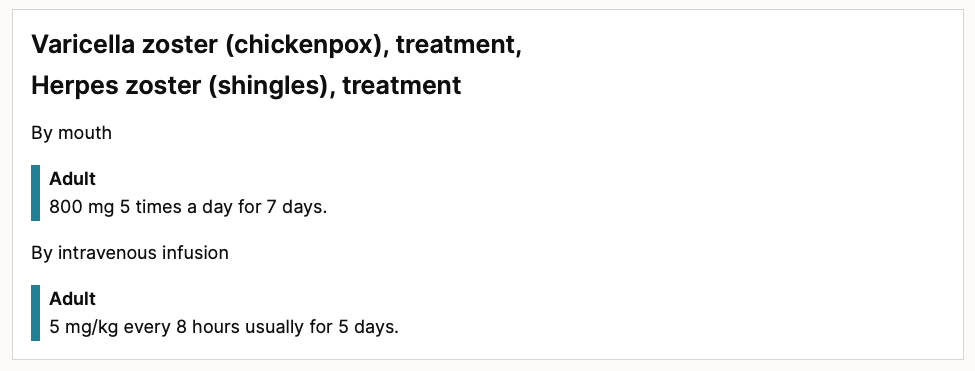 Varicella zoster (chickenpox), treatment,
Herpes zoster (shingles), treatment
By mouth
Adult
800 mg 5 times a day for 7 days.
By intravenous infusion
Adult
5 mg/kg every 8 hours usually for 5 days.